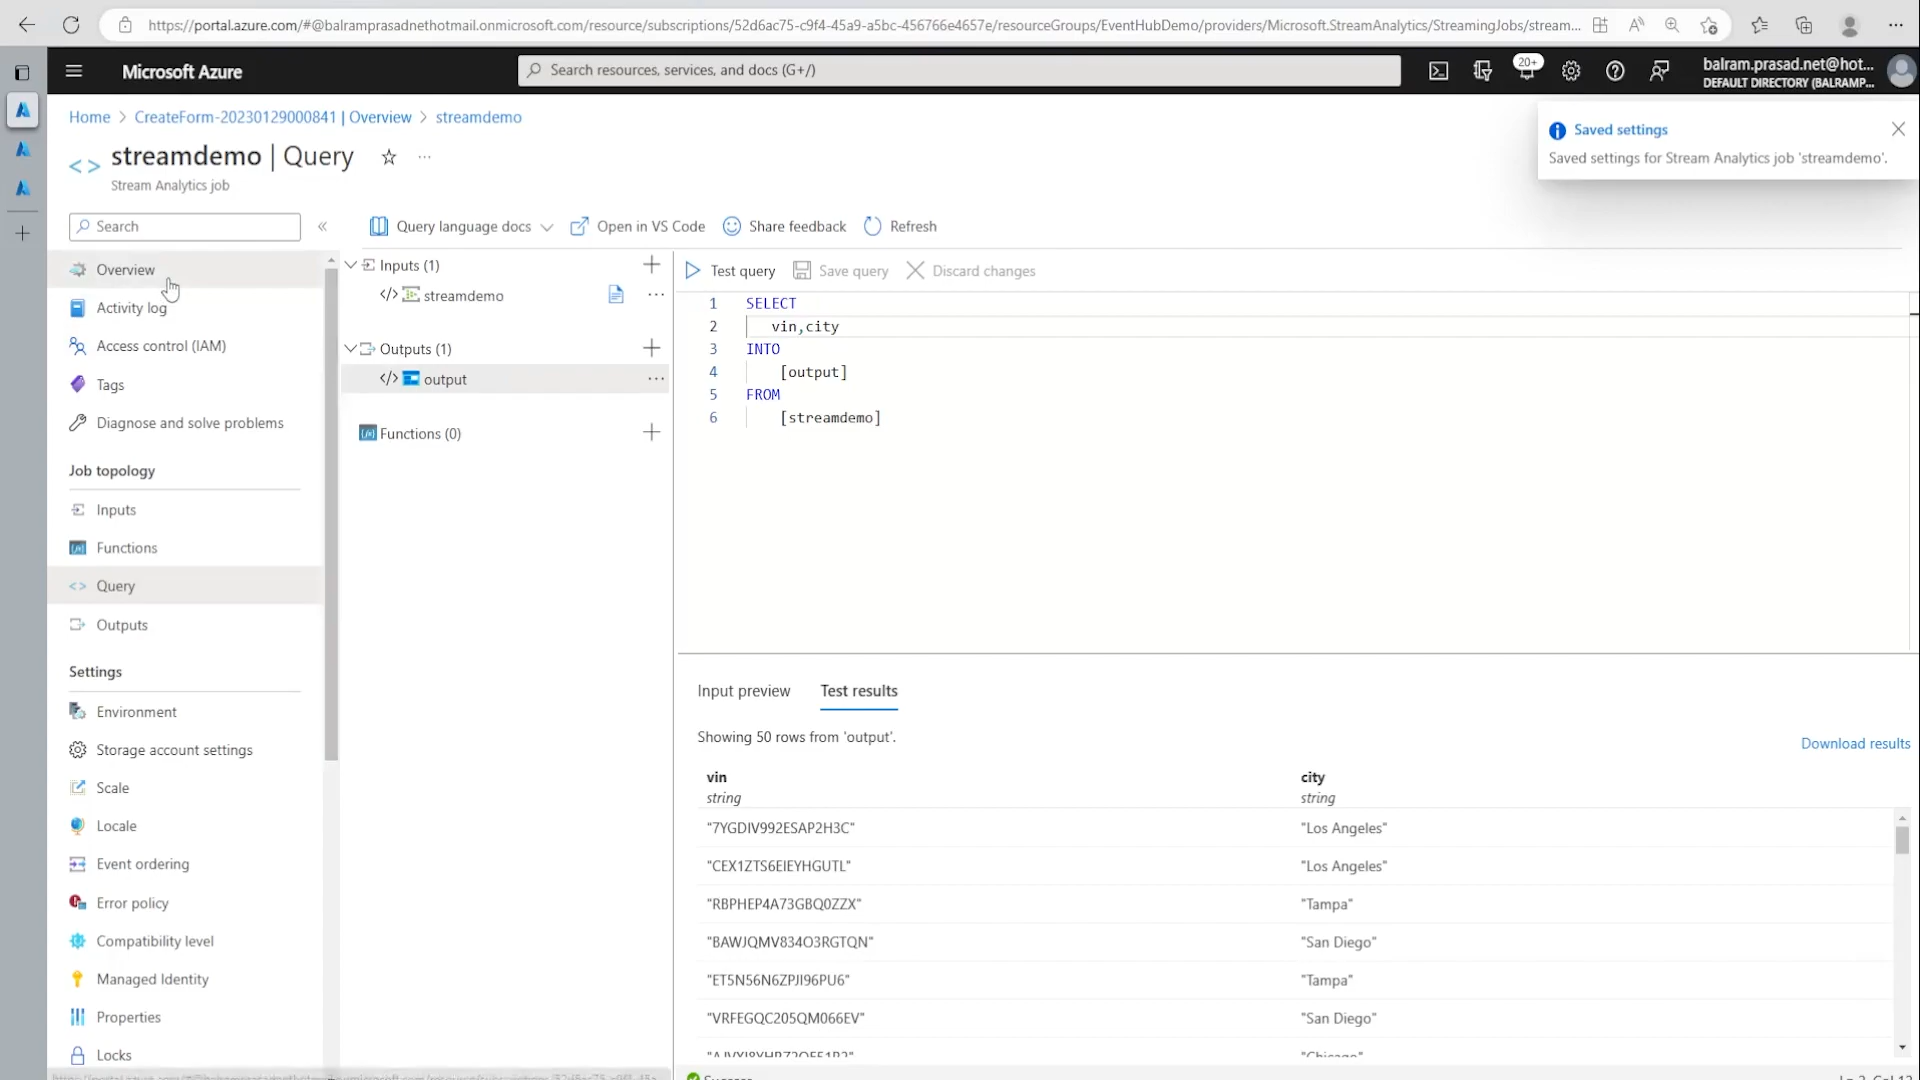 https://portal.azure.com/#@balramprasadnethotmail.onmicrosoft.com/resource/subscriptions/52d6ac75-c9f4-45a9-a5bc-456766e4657e/resourceGroups/EventHubDemo/providers/Microsoft.StreamAnalytics/StreamingJobs/stream...
Microsoft Azure
Search resources, services, and docs (G+/)
20+
balram.prasad.net@hot...
DEFAULT DIRECTORY (BALRAMP...
Home > CreateForm-20230129000841 | Overview > streamdemo
Saved settings
Saved settings for Stream Analytics job 'streamdemo'.
streamdemo | Query
Stream Analytics job
Search
Query language docs
Open in VS Code
Share feedback
Refresh
Overview
Activity log
Access control (IAM)
Tags
Diagnose and solve problems
Job topology
Inputs
Functions
Query
Outputs
Settings
Environment
Storage account settings
Scale
Locale
Event ordering
Error policy
Compatibility level
Managed Identity
Properties
Locks
Inputs (1)
streamdemo
Outputs (1)
output
Functions (0)
Test query
Save query
Discard changes
1 SELECT
2 vin,city
3 INTO
4 [output]
5 FROM
6 [streamdemo]
Input preview
Test results
Showing 50 rows from 'output'.
Download results
vin city
string string
"7YGDIV992ESAP2H3C" "Los Angeles"
"CEX1ZTS6EIEYHGUTL" "Los Angeles"
"RBPHEP4A73GBQ0ZZX" "Tampa"
"BAWJQMV834O3RGTQN" "San Diego"
"ET5N56N6ZPJI96PU6" "Tampa"
"VRFEGQC205QM066EV" "San Diego"
"Chicago"
Success